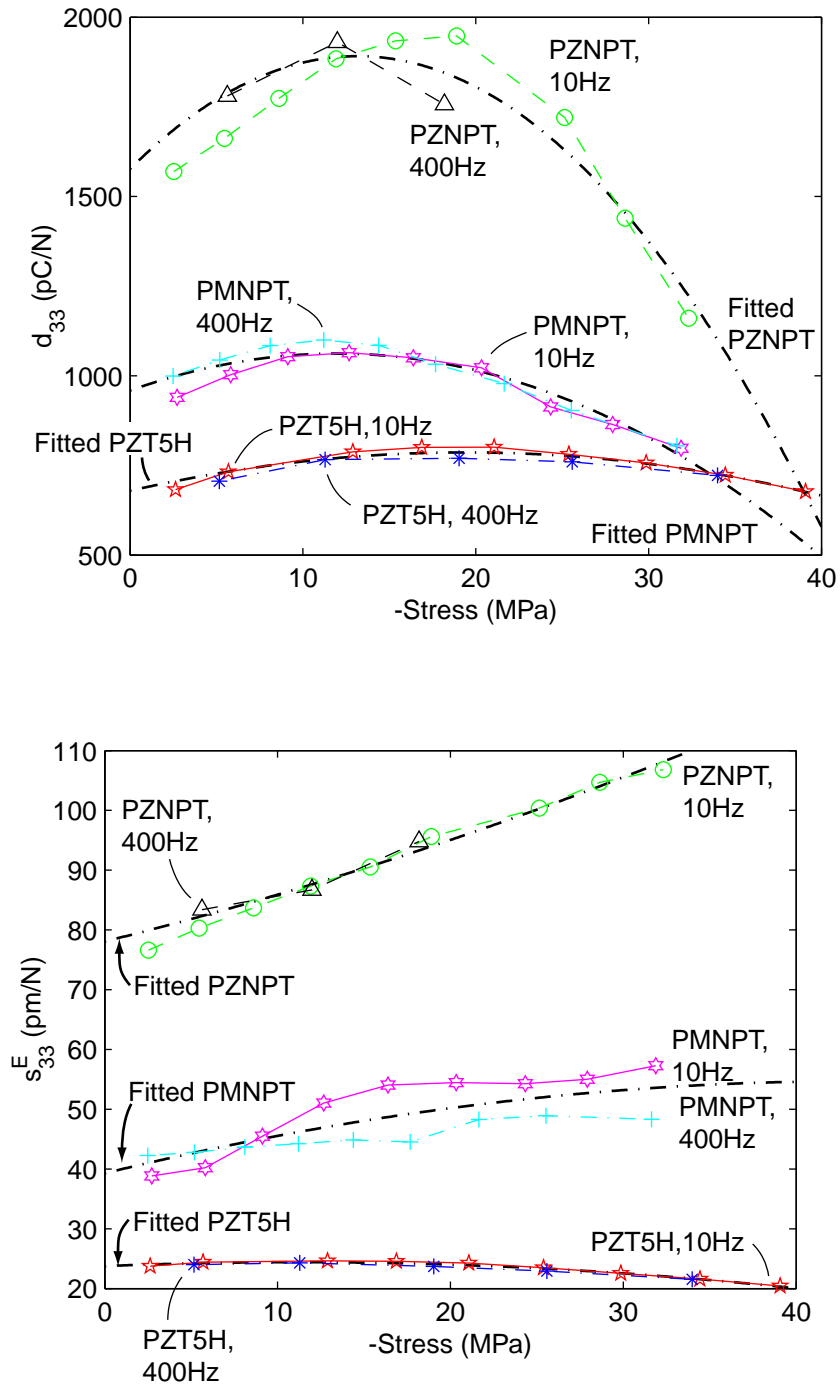 2000
PZNPT,
10Hz
PZNPT,
400Hz
1500
d33 (pC/N)
PMNPT,
400Hz
PMNPT,
10Hz
Fitted
PZNPT
1000
Fitted PZT5H
PZT5H,10Hz
PZT5H, 400Hz
Fitted PMNPT
500
0 10 20 30 40
-Stress (MPa)
110
PZNPT,
10Hz
100
PZNPT,
400Hz
90
80
Fitted PZNPT
70
s33E (pm/N)
60
PMNPT,
10Hz
Fitted PMNPT
50
PMNPT,
400Hz
40
Fitted PZT5H
30
PZT5H,10Hz
20
0 10 20 30 40
PZT5H,
400Hz
-Stress (MPa)